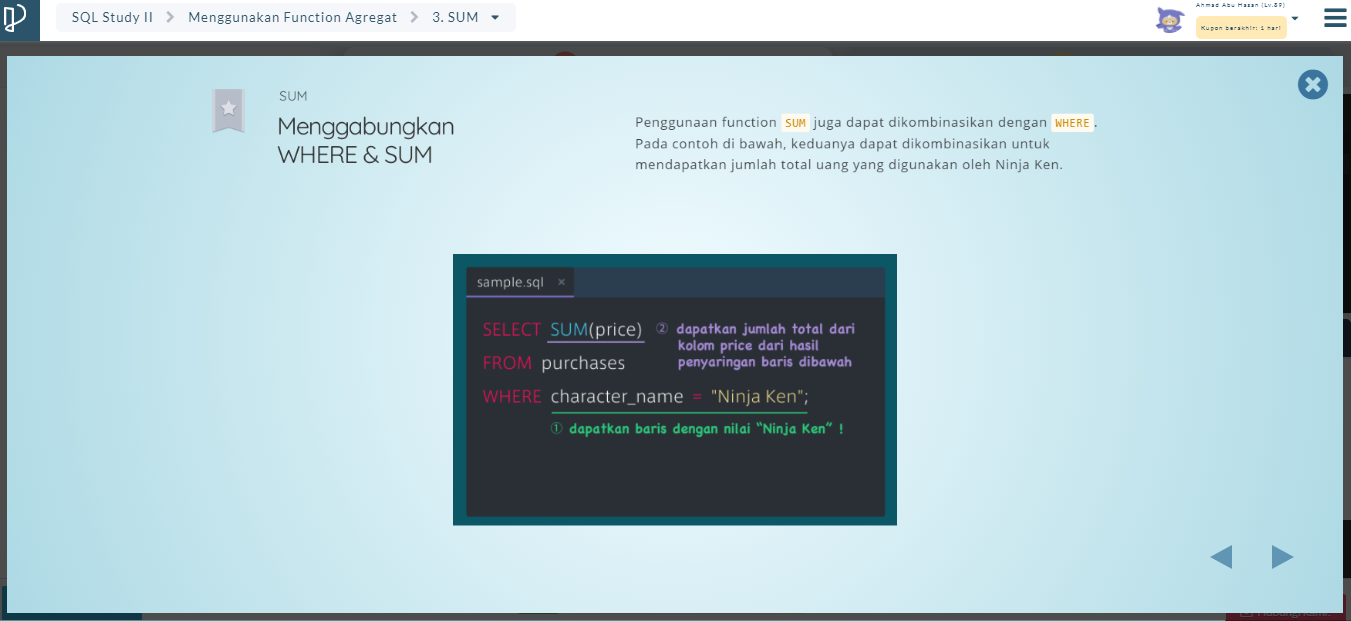 SQL Study II > Menggunakan Function Agregat > 3. SUM
Ahmad Abu Hasan (Lv.39)
Kupon berakhir: 1 hari
SUM
Menggabungkan
WHERE & SUM
Penggunaan function SUM juga dapat dikombinasikan dengan WHERE.
Pada contoh di bawah, keduanya dapat dikombinasikan untuk
mendapatkan jumlah total uang yang digunakan oleh Ninja Ken.
sample.sql ×
SELECT SUM(price) ② dapatkan jumlah total dari
kolom price dari hasil
penyaringan baris dibawah
FROM purchases
WHERE character_name = "Ninja Ken";
① dapatkan baris dengan nilai “Ninja Ken” !